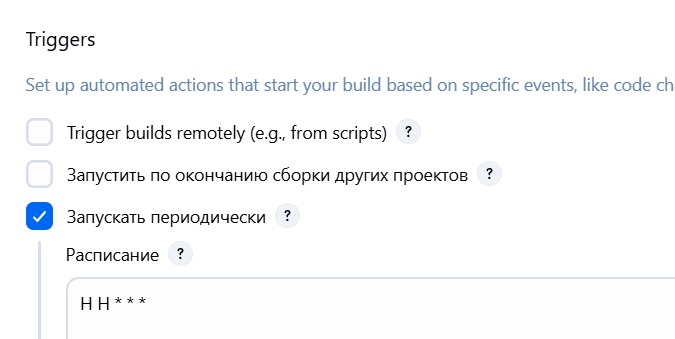 Triggers
Set up automated actions that start your build based on specific events, like code
Trigger builds remotely (e.g., from scripts) ?
Запустить по окончанию сборки других проектов ?
Запускать периодически ?
Расписание ?
H H * * *